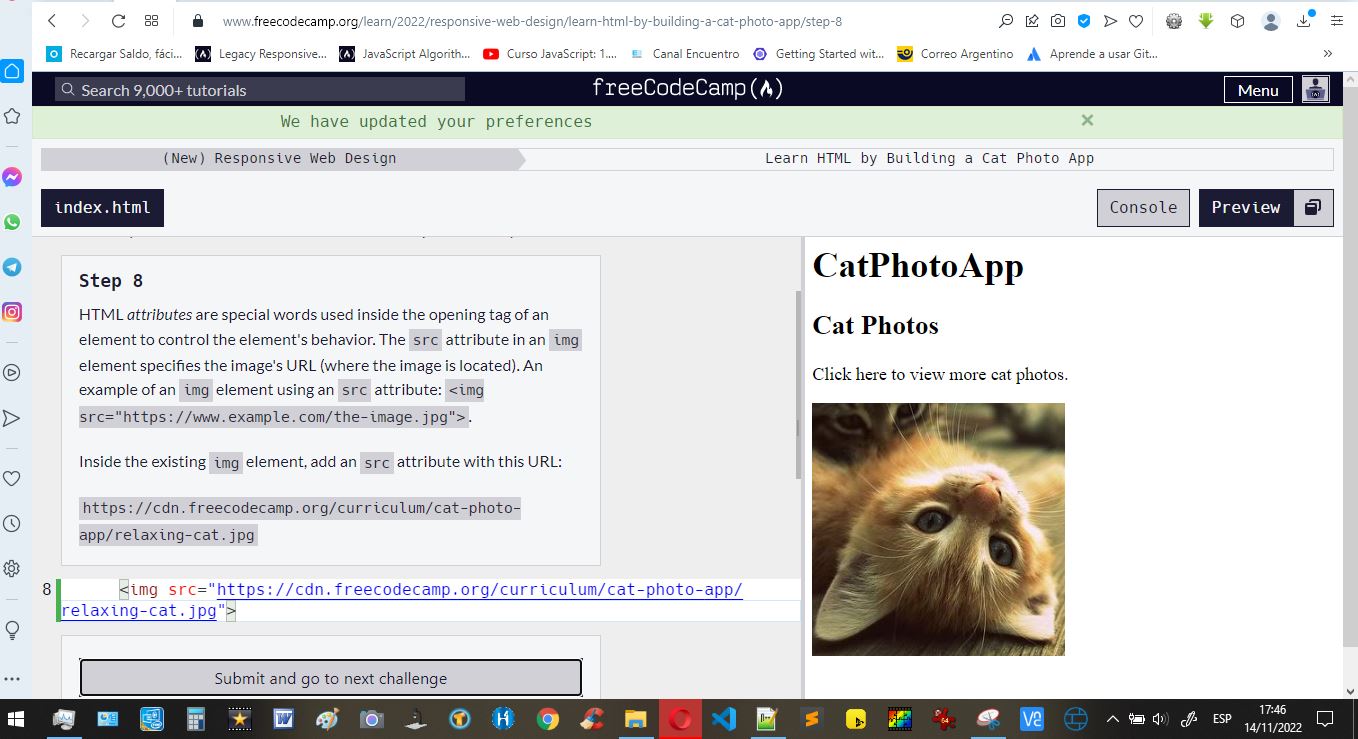 www.freecodecamp.org/learn/2022/responsive-web-design/learn-html-by-building-a-cat-photo-app/step-8
Recargar Saldo, fáci... Legacy Responsive... JavaScript Algorith... Curso JavaScript: 1.... Canal Encuentro Getting Started wit... Correo Argentino Aprende a usar Git... »
Search 9,000+ tutorials
freeCodeCamp
Menu
We have updated your preferences
(New) Responsive Web Design
Learn HTML by Building a Cat Photo App
index.html
Console
Preview
Step 8
HTML attributes are special words used inside the opening tag of an
element to control the element's behavior. The src attribute in an img
element specifies the image's URL (where the image is located). An
example of an img element using an src attribute: <img
src="https://www.example.com/the-image.jpg">.
Inside the existing img element, add an src attribute with this URL:
https://cdn.freecodecamp.org/curriculum/cat-photo-
app/relaxing-cat.jpg
8 <img src="https://cdn.freecodecamp.org/curriculum/cat-photo-app/
relaxing-cat.jpg">
Submit and go to next challenge
CatPhotoApp
Cat Photos
Click here to view more cat photos.
ESP
17:46
14/11/2022